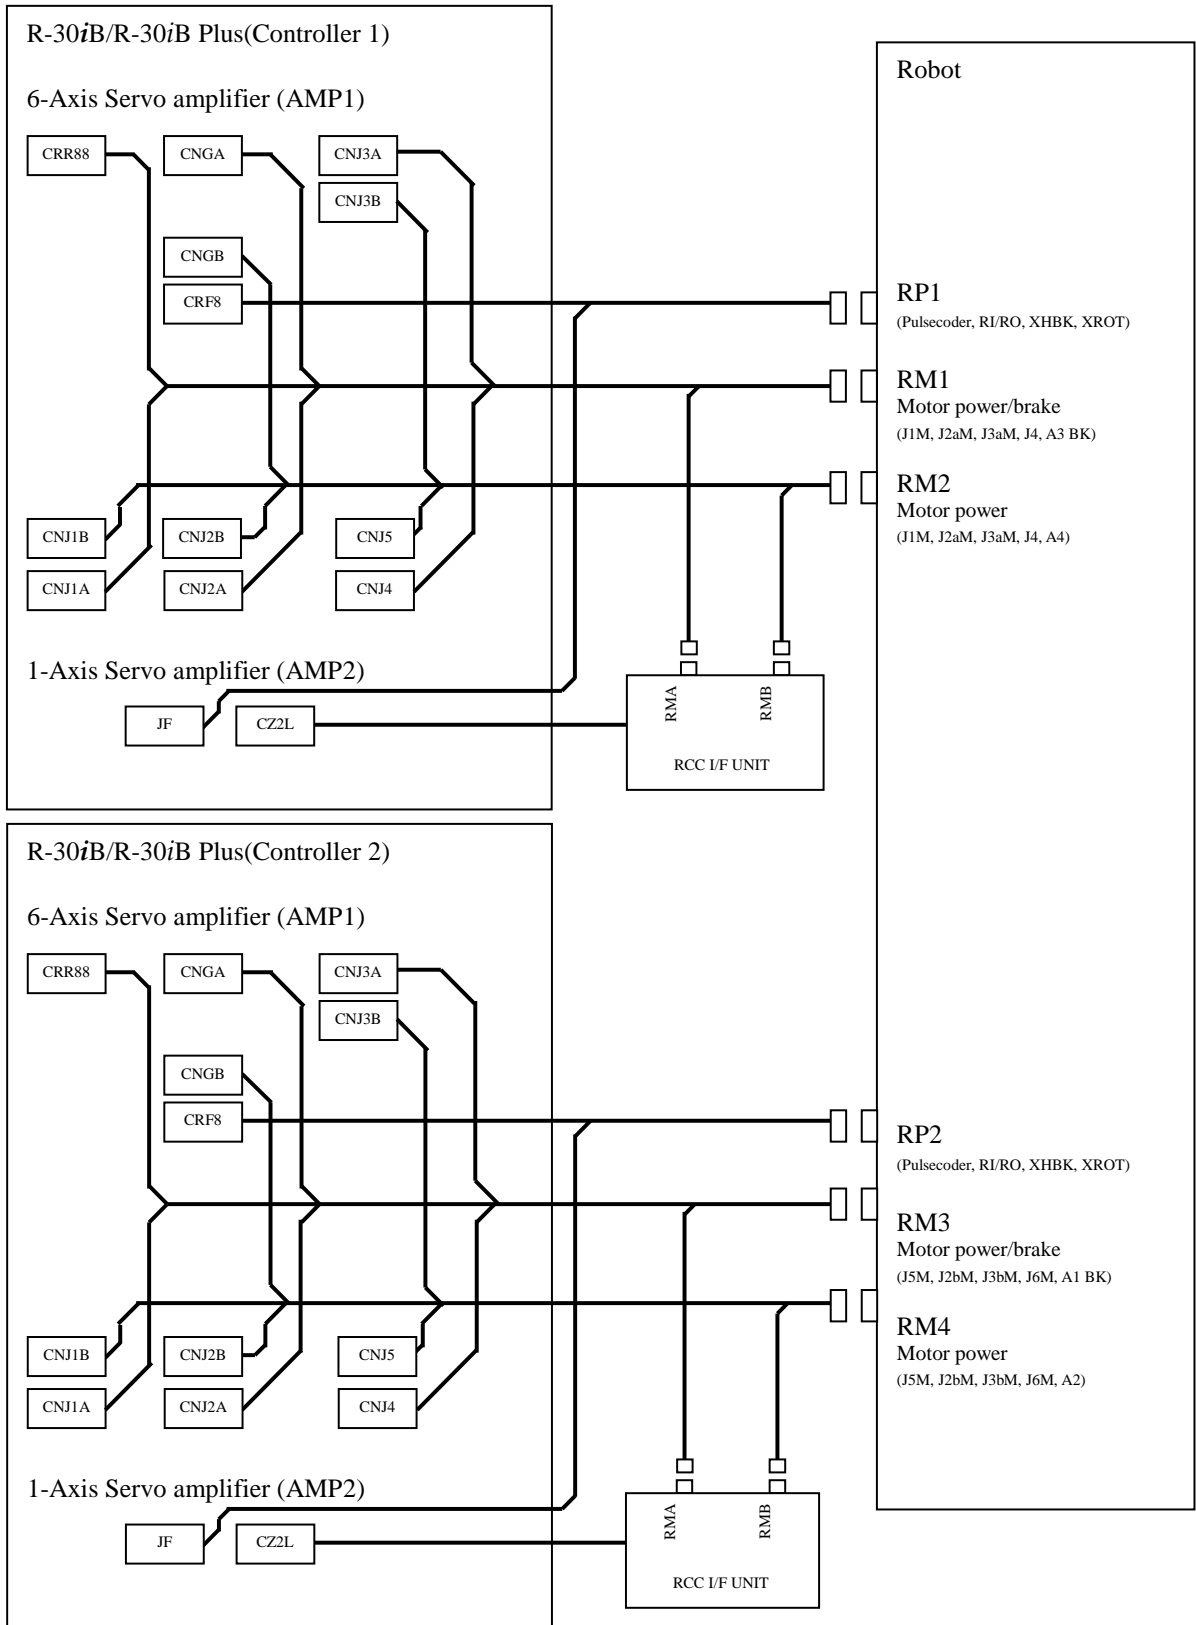 R-30iB/R-30iB Plus(Controller 1)
6-Axis Servo amplifier (AMP1)
CRR88
CNGA
CNJ3A
CNJ3B
CNGB
CRF8
CNJ1B
CNJ2B
CNJ5
CNJ1A
CNJ2A
CNJ4
1-Axis Servo amplifier (AMP2)
JF
CZ2L
RMA
RMB
RCC I/F UNIT
Robot
RP1
(Pulsecoder, RI/RO, XHBK, XROT)
RM1
Motor power/brake
(J1M, J2aM, J3aM, J4, A3 BK)
RM2
Motor power
(J1M, J2aM, J3aM, J4, A4)
R-30iB/R-30iB Plus(Controller 2)
6-Axis Servo amplifier (AMP1)
CRR88
CNGA
CNJ3A
CNJ3B
CNGB
CRF8
CNJ1B
CNJ2B
CNJ5
CNJ1A
CNJ2A
CNJ4
1-Axis Servo amplifier (AMP2)
JF
CZ2L
RMA
RMB
RCC I/F UNIT
RP2
(Pulsecoder, RI/RO, XHBK, XROT)
RM3
Motor power/brake
(J5M, J2bM, J3bM, J6M, A1 BK)
RM4
Motor power
(J5M, J2bM, J3bM, J6M, A2)